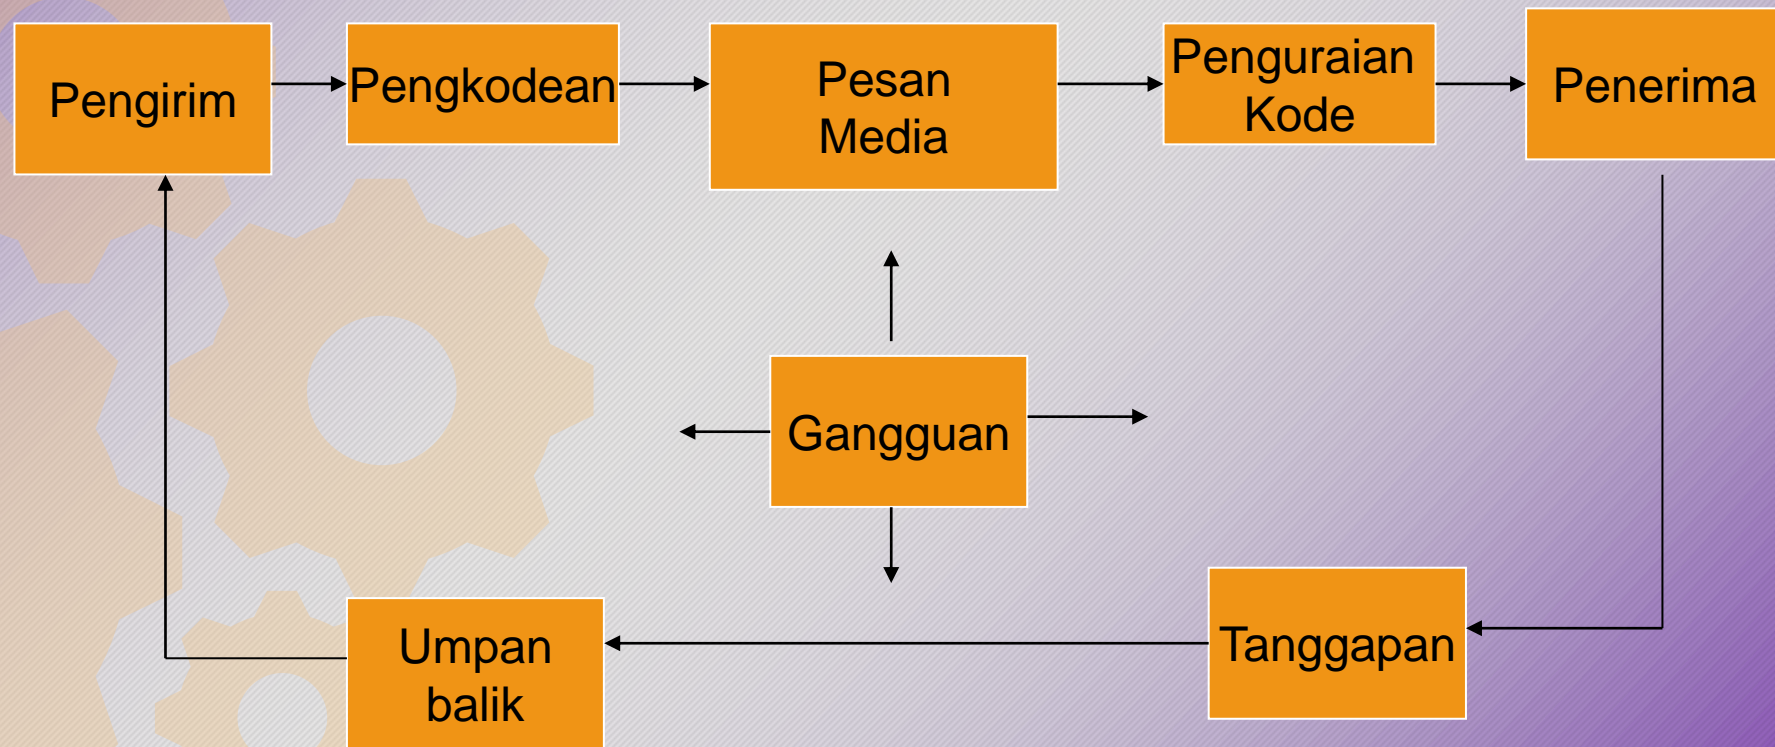 Pengirim
Pengkodean
Pesan
Media
Penguraian
Kode
Penerima
Gangguan
Umpan
balik
Tanggapan